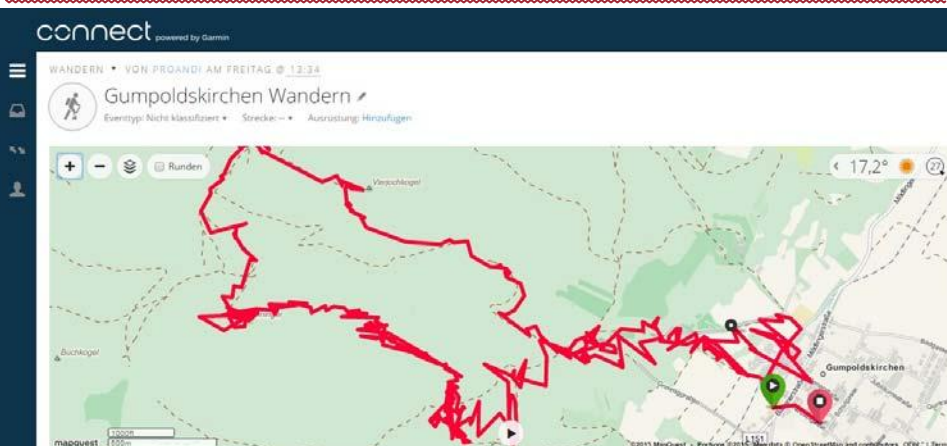 connect powered by Garmin
WANDERN • VON PROANDI AM FREITAG @ 13:34
Gumpoldskirchen Wandern
Eventtyp: Nicht klassifiziert Strecke: -- Ausrüstung: Hinzufügen
Runden
17,2°
27
Vierjochkogel
Buchkogel
Gumpoldskirchen
L151
1000ft
mapquest 500m